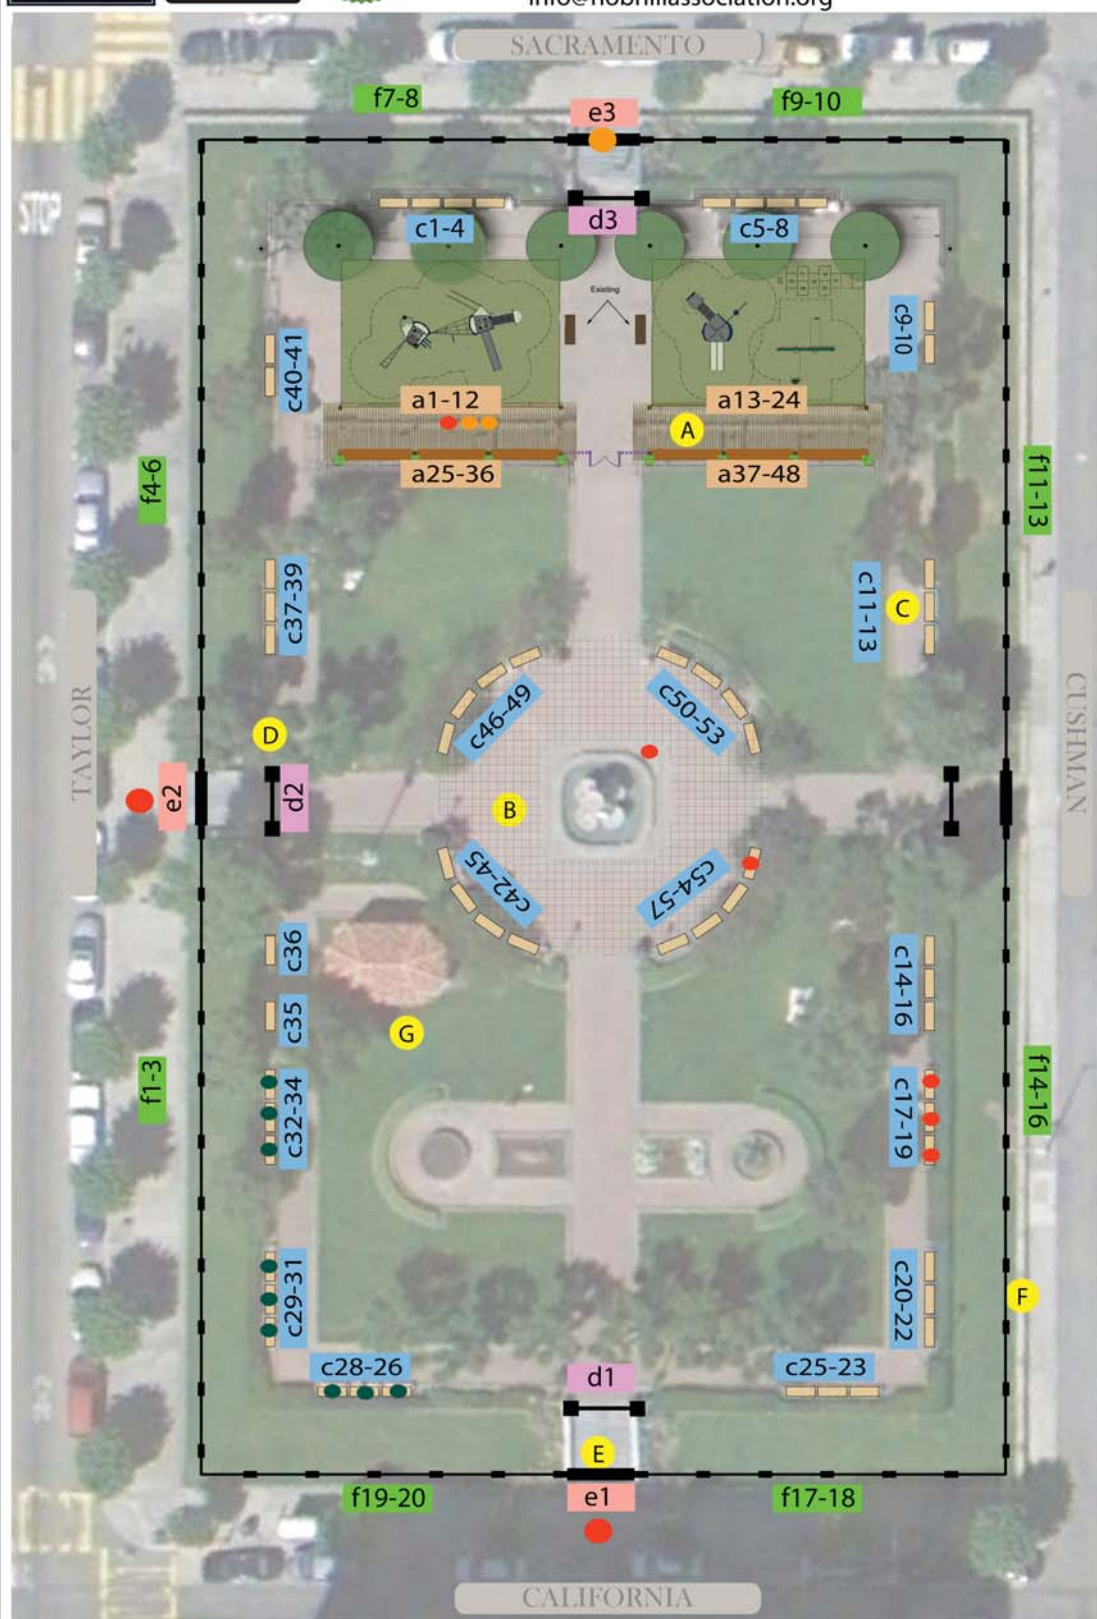 info@nobhillassociation.org
SACRAMENTO
f7-8
f9-10
e3
STOP
d3
c1-4
c5-8
Existing
c9-10
c40-41
a1-12
a13-24
A
a25-36
a37-48
f4-6
f11-13
c37-39
c11-13
C
c46-49
c50-53
TAYLOR
CUSHMAN
D
e2
d2
B
c42-45
c54-57
c36
c14-16
c35
G
f1-3
c32-34
c17-19
f14-16
c29-31
c20-22
F
c28-26
d1
c25-23
E
f19-20
e1
f17-18
CALIFORNIA